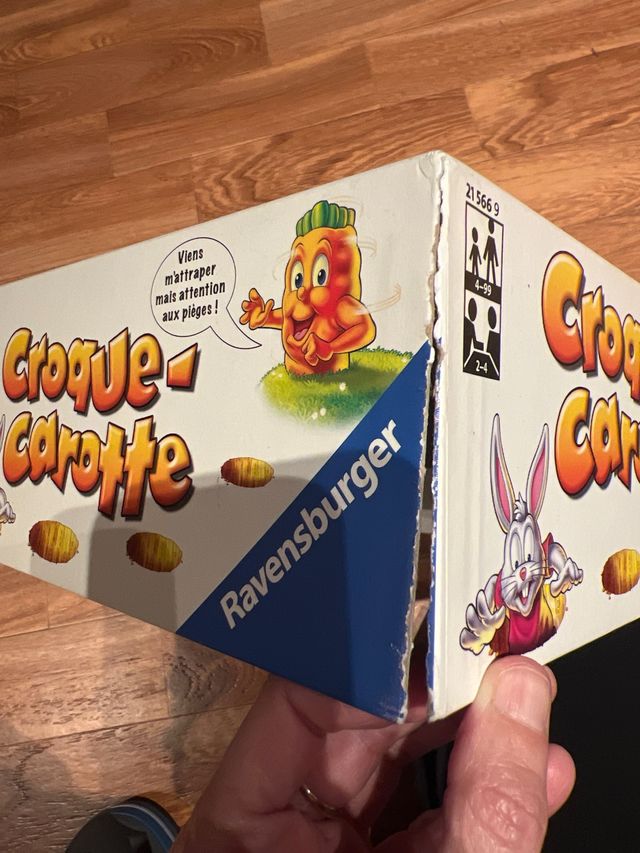 Viens
m'attraper
mais attention
aux pièges !
Croque-
carotte
Ravensburger
21 566 9
4-99
2-4